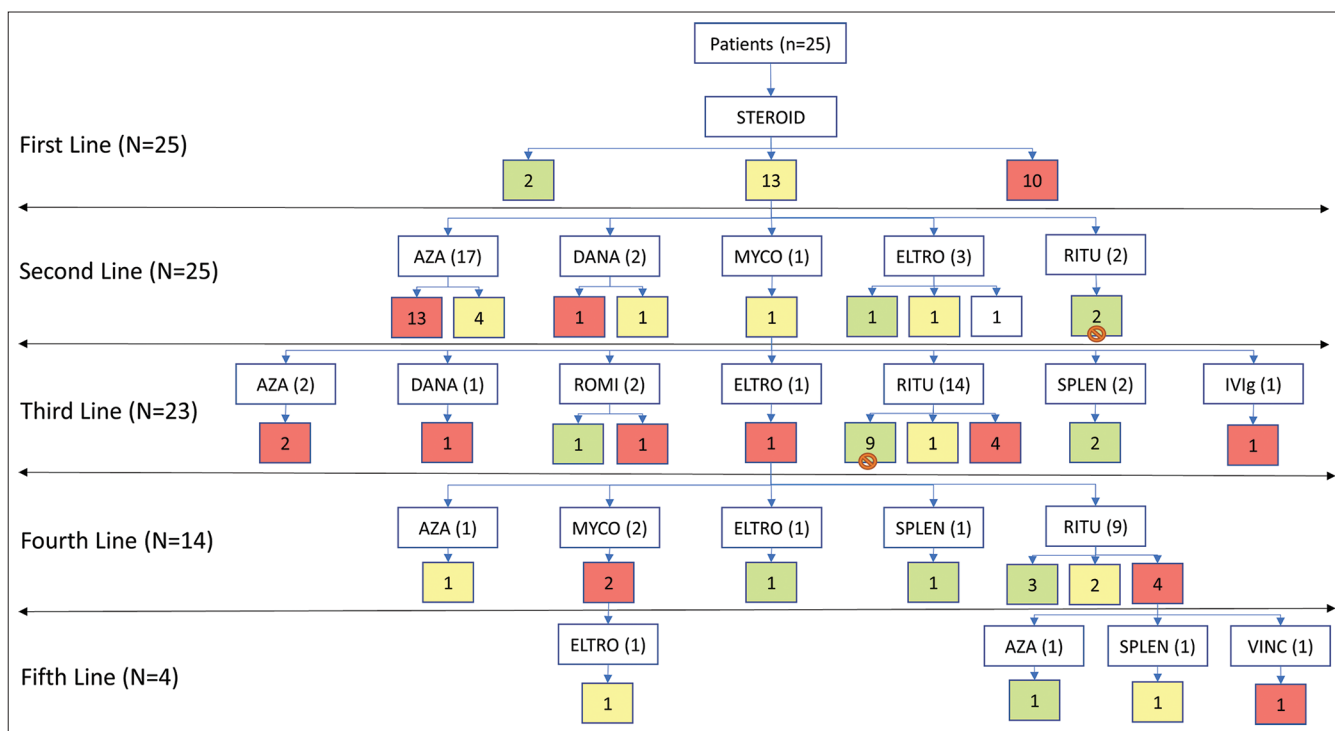 Patients (n=25)
STEROID
First Line (N=25)
2 13 10
AZA (17) DANA (2) MYCO (1) ELTRO (3) RITU (2)
Second Line (N=25)
13 4 1 1 1 1 1 1 2
AZA (2) DANA (1) ROMI (2) ELTRO (1) RITU (14) SPLEN (2) IVIg (1)
Third Line (N=23)
2 1 1 1 1 9 1 4 2 1
AZA (1) MYCO (2) ELTRO (1) SPLEN (1) RITU (9)
Fourth Line (N=14)
1 2 1 1 3 2 4
ELTRO (1) AZA (1) SPLEN (1) VINC (1)
Fifth Line (N=4)
1 1 1 1